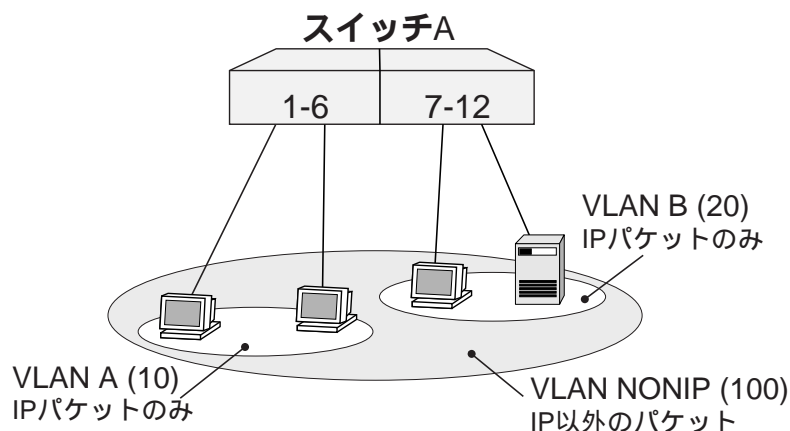 スイッチA
1-6
7-12
VLAN B (20)
IPパケットのみ
VLAN A (10)
IPパケットのみ
VLAN NONIP (100)
IP以外のパケット